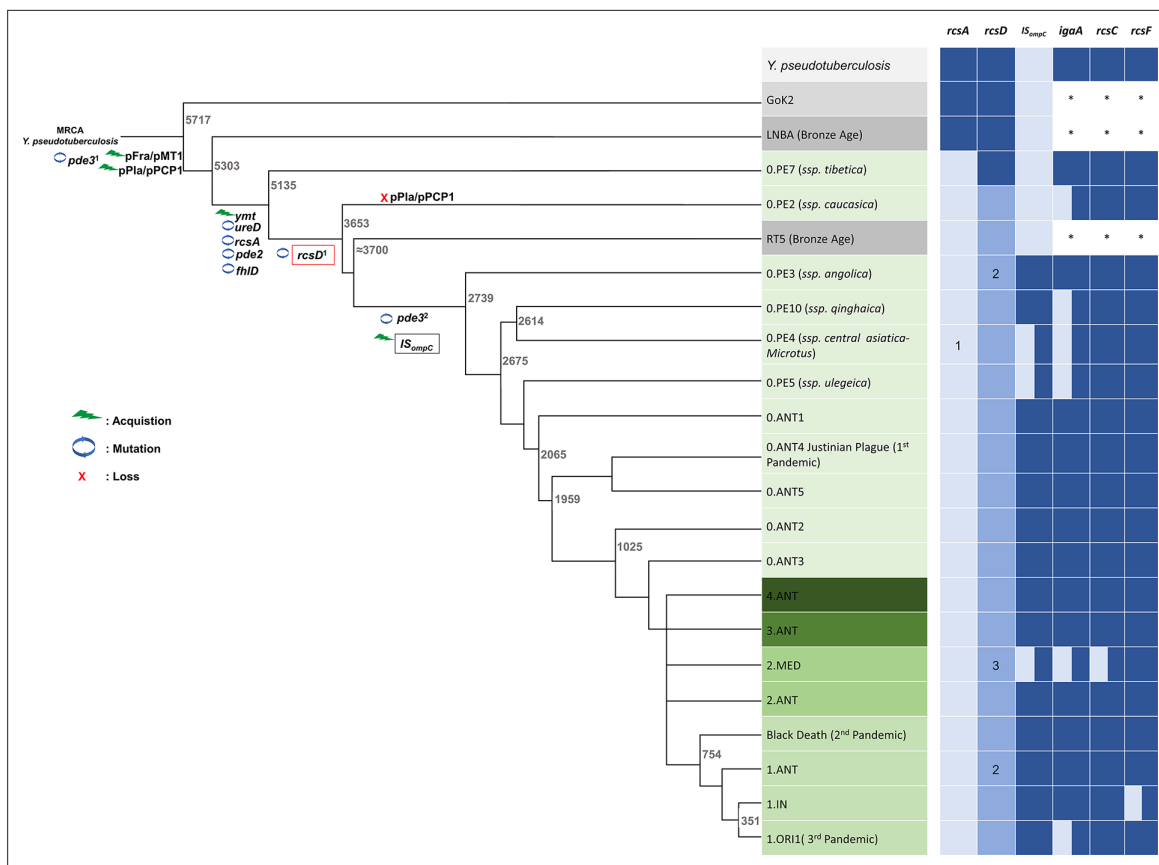 rcsA rcsD ISompC igaA rcsC rcsF
Y. pseudotuberculosis
GoK2
* * *
5717
MRCA
Y. pseudotuberculosis
pde3¹
pFra/pMT1
pPla/pPCP1
LNBA (Bronze Age)
* * *
5303
0.PE7 (ssp. tibetica)
5135
X pPla/pPCP1
0.PE2 (ssp. caucasica)
ymt
ureD
rcsA
pde2
fhlD
3653
rcsD¹
RT5 (Bronze Age)
* * *
≈3700
0.PE3 (ssp. angolica)
2
2739
pde3²
ISompC
0.PE10 (ssp. qinghaica)
2614
0.PE4 (ssp. central asiatica-
Microtus)
1
2675
0.PE5 (ssp. ulegeica)
: Acquistion
: Mutation
X : Loss
0.ANT1
2065
0.ANT4 Justinian Plague (1st
Pandemic)
0.ANT5
1959
0.ANT2
1025
0.ANT3
4.ANT
3.ANT
2.MED
3
2.ANT
Black Death (2nd Pandemic)
754
1.ANT
2
1.IN
351
1.ORI1( 3rd Pandemic)